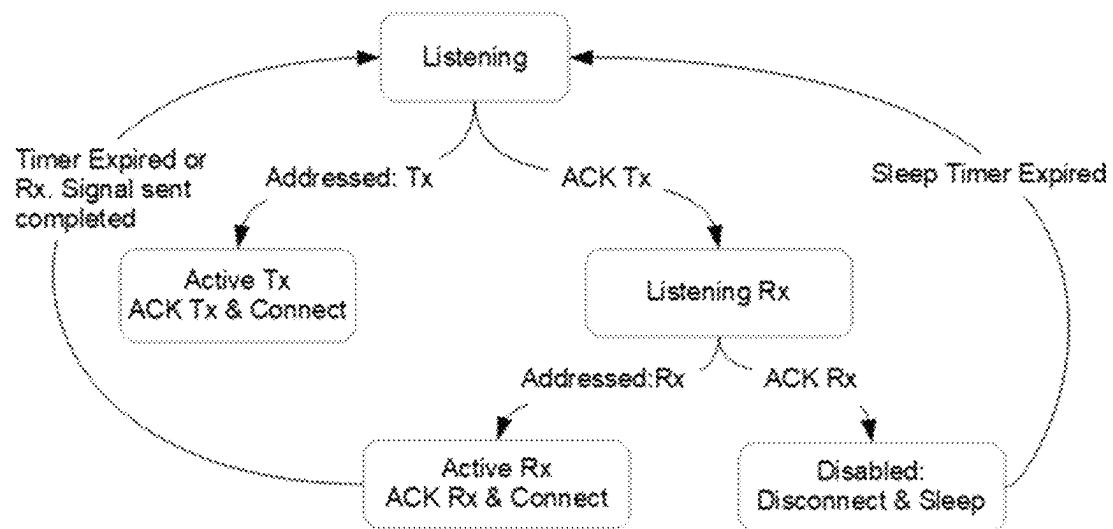 Listening
Timer Expired or
Rx. Signal sent
completed
Addressed: Tx
ACK Tx
Sleep Timer Expired
Active Tx
ACK Tx & Connect
Listening Rx
Addressed:Rx
ACK Rx
Active Rx
ACK Rx & Connect
Disabled:
Disconnect & Sleep